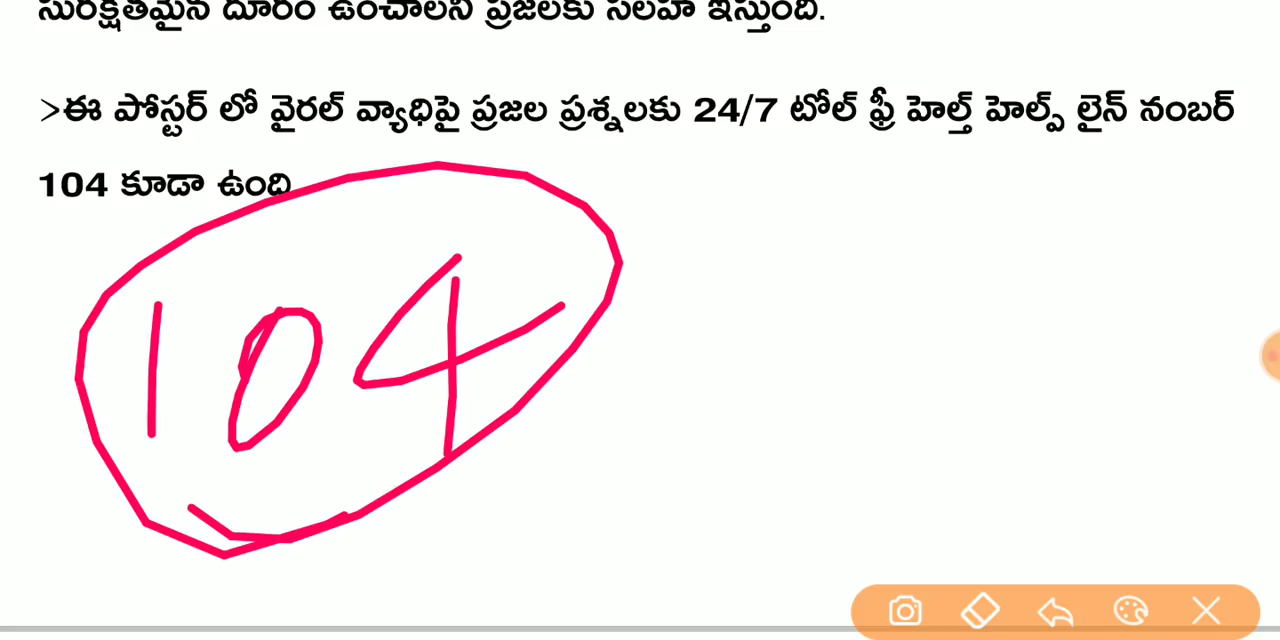 సురక్షితమైన దూరం ఉంచాలని ప్రజలకు సలహా ఇస్తుంది.
>ఈ పోస్టర్ లో వైరల్ వ్యాధిపై ప్రజల ప్రశ్నలకు 24/7 టోల్ ఫ్రీ హెల్త్ హెల్ప్ లైన్ నంబర్
104 కూడా ఉంది
104